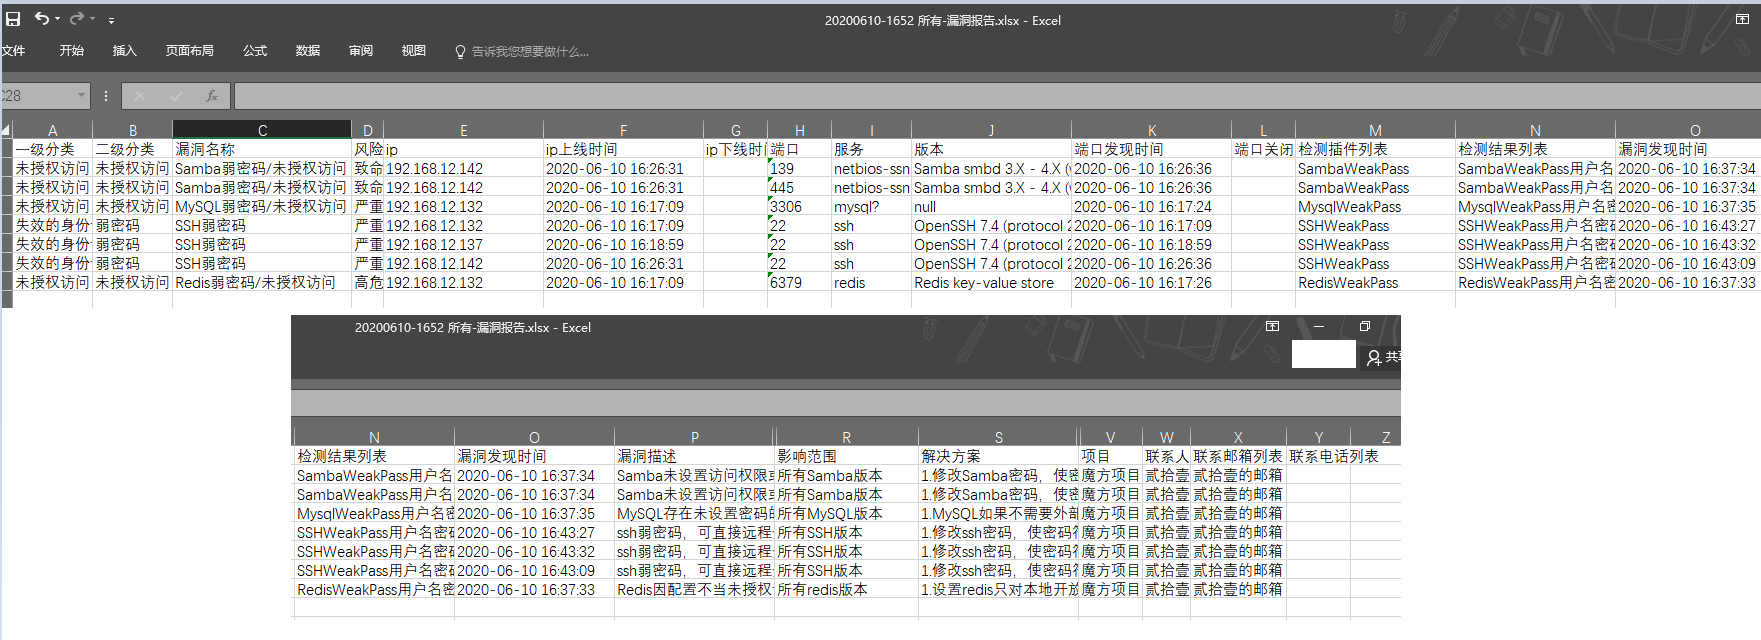 20200610-1652 所有-漏洞报告.xlsx - Excel
文件 开始 插入 页面布局 公式 数据 审阅 视图 告诉我您想要做什么...
C28 fx
A B C D E F G H I J K L M N O
一级分类 二级分类 漏洞名称 风险 ip ip上线时间 ip下线时间 端口 服务 版本 端口发现时间 端口关闭 检测插件列表 检测结果列表 漏洞发现时间
未授权访问 未授权访问 Samba弱密码/未授权访问 致命 192.168.12.142 2020-06-10 16:26:31 139 netbios-ssn Samba smbd 3.X - 4.X ( 2020-06-10 16:26:36 SambaWeakPass SambaWeakPass用户名 2020-06-10 16:37:34
未授权访问 未授权访问 Samba弱密码/未授权访问 致命 192.168.12.142 2020-06-10 16:26:31 445 netbios-ssn Samba smbd 3.X - 4.X ( 2020-06-10 16:26:36 SambaWeakPass SambaWeakPass用户名 2020-06-10 16:37:34
未授权访问 未授权访问 MySQL弱密码/未授权访问 严重 192.168.12.132 2020-06-10 16:17:09 3306 mysql? null 2020-06-10 16:17:24 MysqlWeakPass MysqlWeakPass用户名密 2020-06-10 16:37:35
失效的身份 弱密码 SSH弱密码 严重 192.168.12.132 2020-06-10 16:17:09 22 ssh OpenSSH 7.4 (protocol 2 2020-06-10 16:17:09 SSHWeakPass SSHWeakPass用户名密码 2020-06-10 16:43:27
失效的身份 弱密码 SSH弱密码 严重 192.168.12.137 2020-06-10 16:18:59 22 ssh OpenSSH 7.4 (protocol 2 2020-06-10 16:18:59 SSHWeakPass SSHWeakPass用户名密码 2020-06-10 16:43:32
失效的身份 弱密码 SSH弱密码 严重 192.168.12.142 2020-06-10 16:26:31 22 ssh OpenSSH 7.4 (protocol 2 2020-06-10 16:26:36 SSHWeakPass SSHWeakPass用户名密码 2020-06-10 16:43:09
未授权访问 未授权访问 Redis弱密码/未授权访问 高危 192.168.12.132 2020-06-10 16:17:09 6379 redis Redis key-value store 2020-06-10 16:17:26 RedisWeakPass RedisWeakPass用户名密 2020-06-10 16:37:33
20200610-1652 所有-漏洞报告.xlsx - Excel
共享
N O P R S V W X Y Z
检测结果列表 漏洞发现时间 漏洞描述 影响范围 解决方案 项目 联系人 联系邮箱列表 联系电话列表
SambaWeakPass用户名 2020-06-10 16:37:34 Samba未设置访问权限或 所有Samba版本 1.修改Samba密码，使密 魔方项目 贰拾壹 贰拾壹的邮箱
SambaWeakPass用户名 2020-06-10 16:37:34 Samba未设置访问权限或 所有Samba版本 1.修改Samba密码，使密 魔方项目 贰拾壹 贰拾壹的邮箱
MysqlWeakPass用户名密 2020-06-10 16:37:35 MySQL存在未设置密码的 所有MySQL版本 1.MySQL如果不需要外部 魔方项目 贰拾壹 贰拾壹的邮箱
SSHWeakPass用户名密码 2020-06-10 16:43:27 ssh弱密码，可直接远程 所有SSH版本 1.修改ssh密码，使密码符 魔方项目 贰拾壹 贰拾壹的邮箱
SSHWeakPass用户名密码 2020-06-10 16:43:32 ssh弱密码，可直接远程 所有SSH版本 1.修改ssh密码，使密码符 魔方项目 贰拾壹 贰拾壹的邮箱
SSHWeakPass用户名密码 2020-06-10 16:43:09 ssh弱密码，可直接远程 所有SSH版本 1.修改ssh密码，使密码符 魔方项目 贰拾壹 贰拾壹的邮箱
RedisWeakPass用户名密 2020-06-10 16:37:33 Redis因配置不当未授权 所有redis版本 1.设置redis只对本地开放 魔方项目 贰拾壹 贰拾壹的邮箱